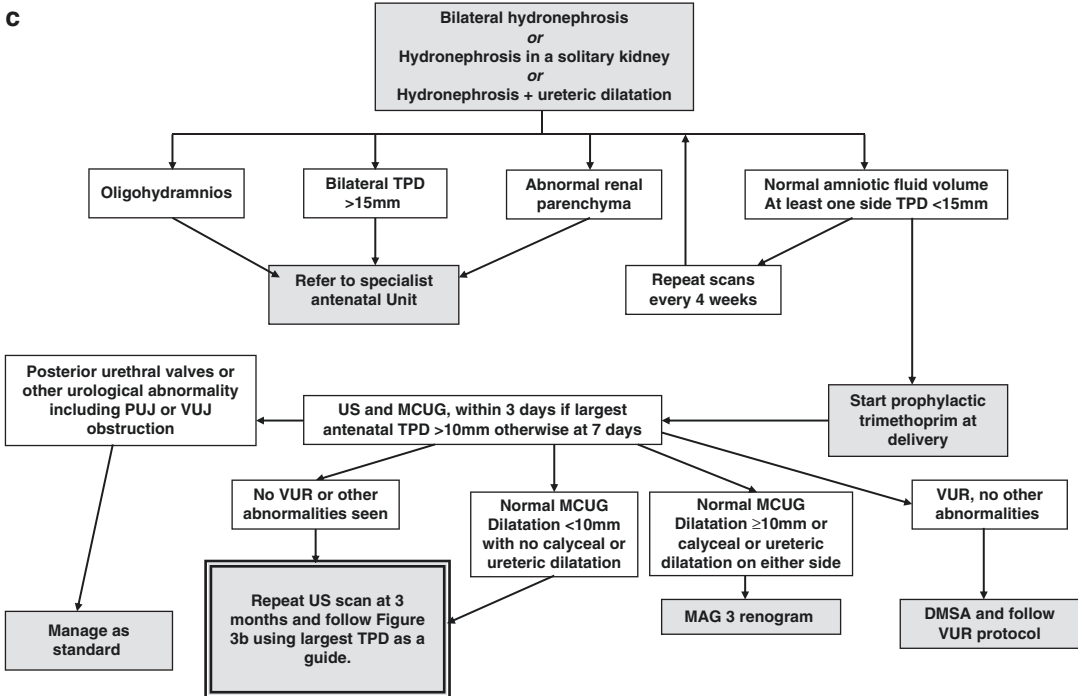 c
Bilateral hydronephrosis
or
Hydronephrosis in a solitary kidney
or
Hydronephrosis + ureteric dilatation
Oligohydramnios
Bilateral TPD
>15mm
Abnormal renal
parenchyma
Normal amniotic fluid volume
At least one side TPD <15mm
Refer to specialist
antenatal Unit
Repeat scans
every 4 weeks
Posterior urethral valves or
other urological abnormality
including PUJ or VUJ
obstruction
US and MCUG, within 3 days if largest
antenatal TPD >10mm otherwise at 7 days
Start prophylactic
trimethoprim at
delivery
No VUR or other
abnormalities seen
Normal MCUG
Dilatation <10mm
with no calyceal or
ureteric dilatation
Normal MCUG
Dilatation ≥10mm or
calyceal or ureteric
dilatation on either side
VUR, no other
abnormalities
Manage as
standard
Repeat US scan at 3
months and follow Figure
3b using largest TPD as a
guide.
MAG 3 renogram
DMSA and follow
VUR protocol